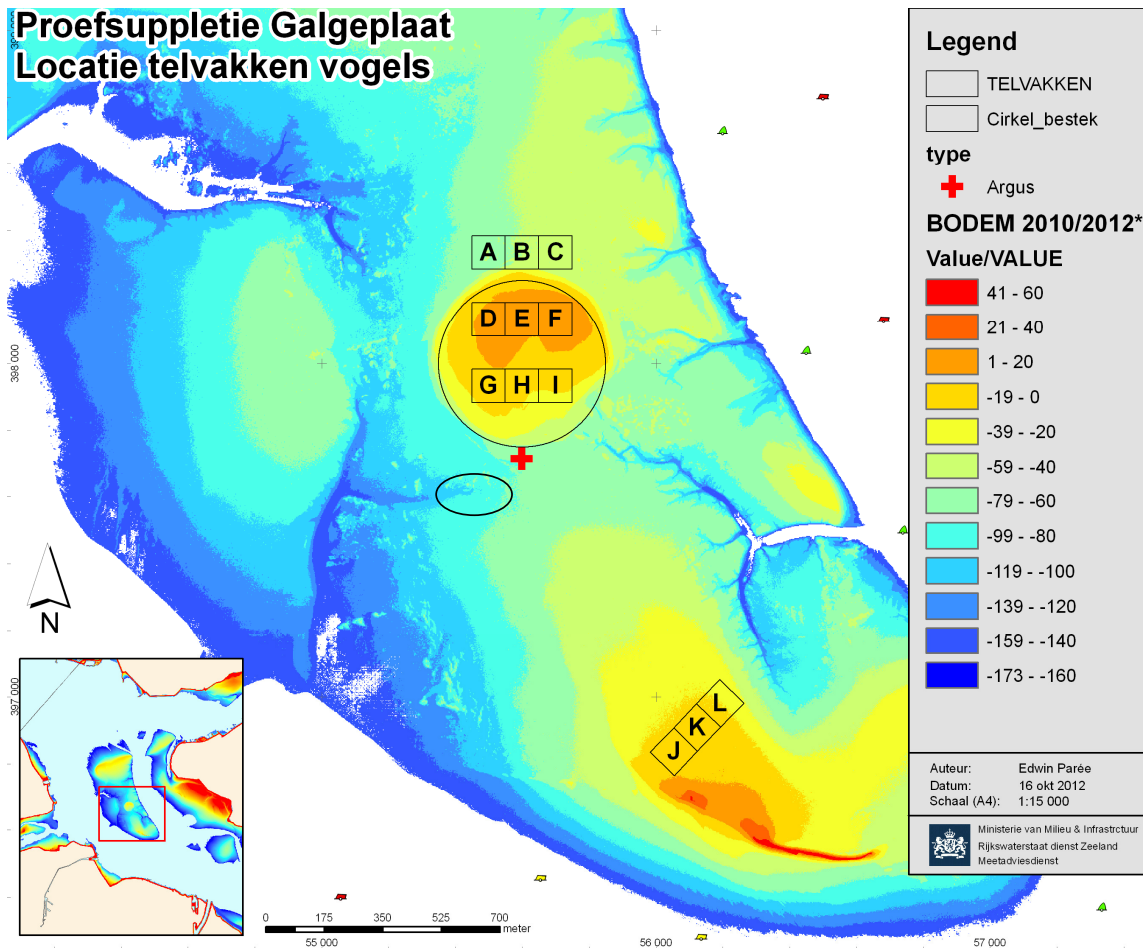 Proefsuppletie Galgeplaat
Locatie telvakken vogels
398 000
397 000
A B C
D E F
G H I
L
K
J
N
0 175 350 525 700
meter
55 000 56 000 57 000
Legend
TELVAKKEN
Cirkel_bestek
type
Argus
BODEM 2010/2012*
Value/VALUE
41 - 60
21 - 40
1 - 20
-19 - 0
-39 - -20
-59 - -40
-79 - -60
-99 - -80
-119 - -100
-139 - -120
-159 - -140
-173 - -160
Auteur: Edwin Parée
Datum: 16 okt 2012
Schaal (A4): 1:15 000
Ministerie van Milieu & Infrastrctuur
Rijkswaterstaat dienst Zeeland
Meetadviesdienst